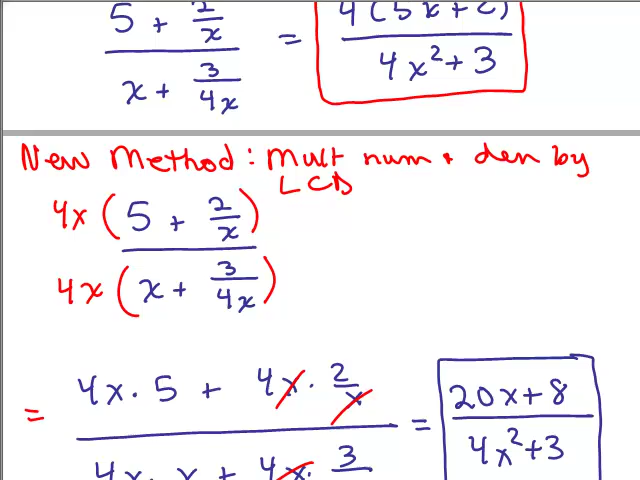 5 + 2/x = 4(5x+2)
x + 3/4x 4x² + 3
New Method: Mult num + den by
LCD
4x ( 5 + 2/x )
4x ( x + 3/4x )
= 4x · 5 + 4x · 2/x = 20x + 8
4x · x + 4x · 3 4x² + 3